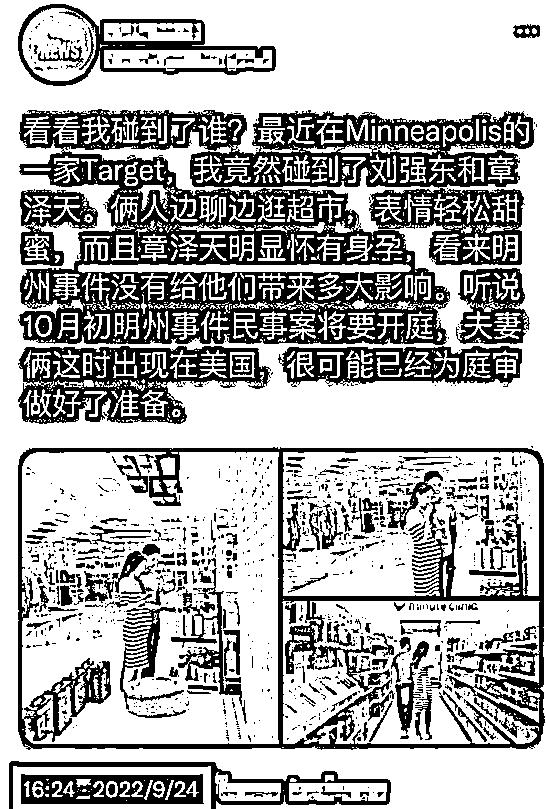 NEWS
看看我碰到了谁？最近在Minneapolis的
一家Target，我竟然碰到了刘强东和章
泽天。俩人边聊边逛超市，表情轻松甜
蜜，而且章泽天明显怀有身孕，看来明
州事件没有给他们带来多大影响。听说
10月初明州事件民事案将要开庭，夫妻
俩这时出现在美国，很可能已经为庭审
做好了准备。
minute clinic
16:24 2022/9/24